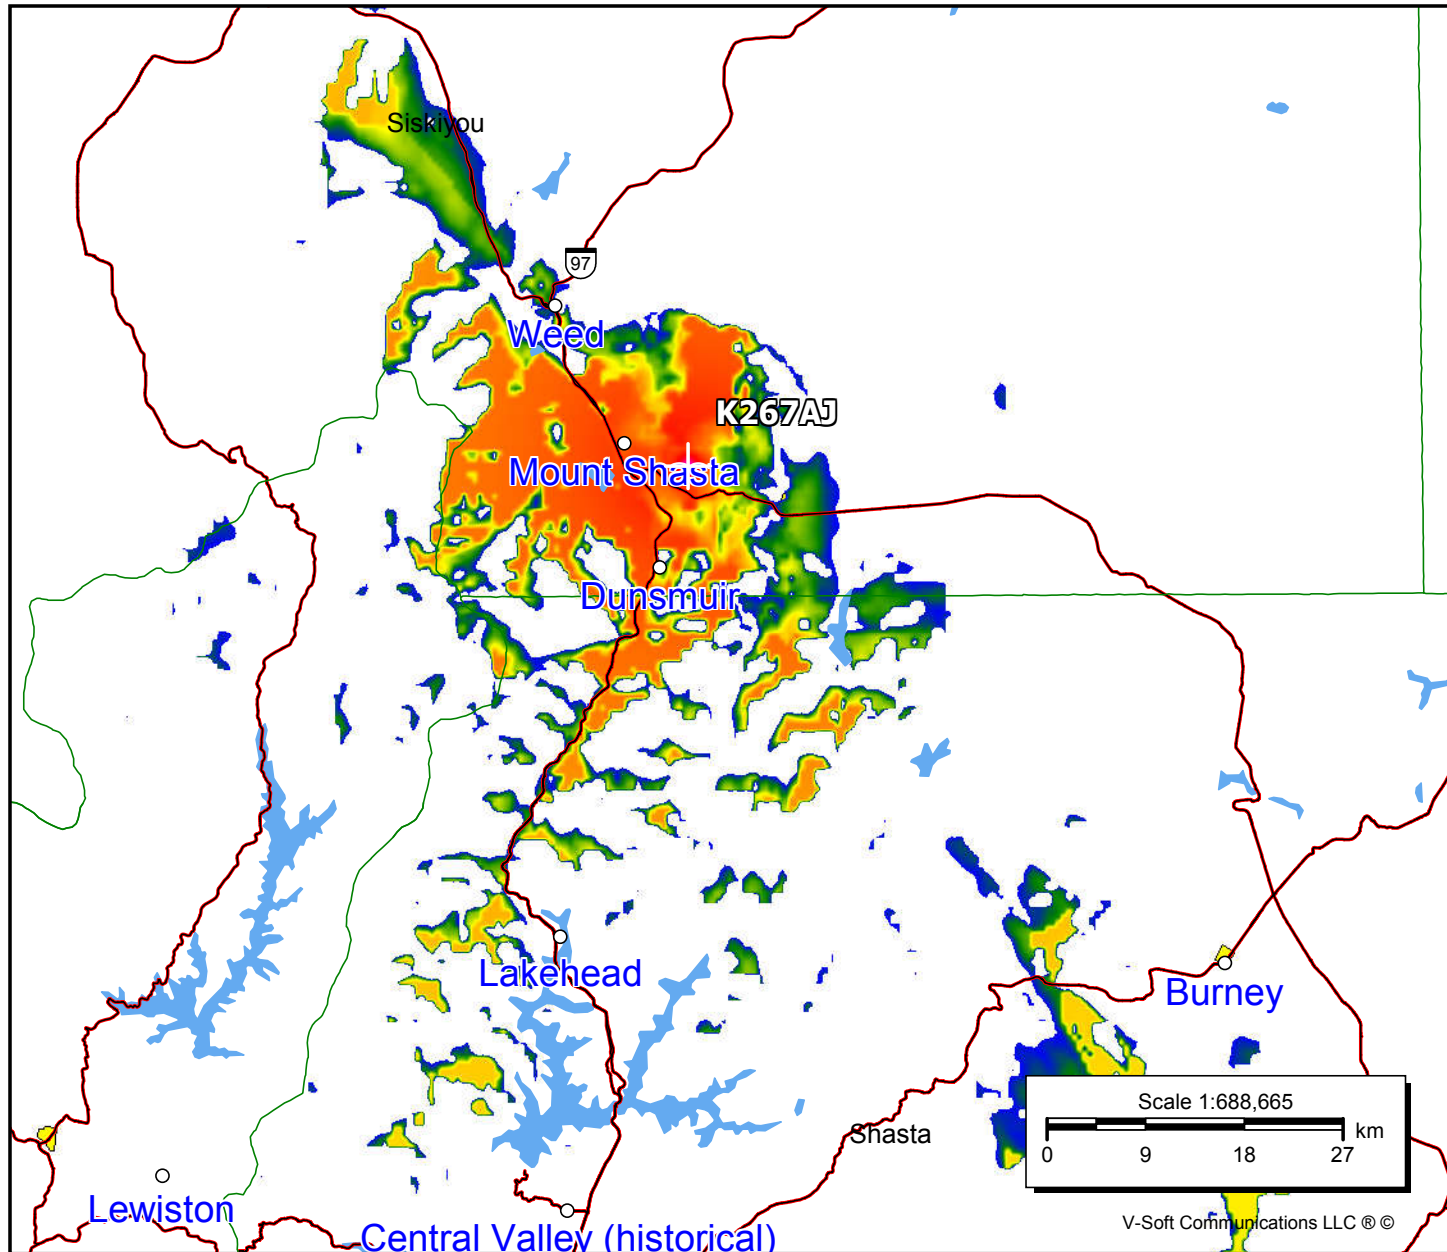 Siskiyou
97
Weed
K267AJ
Mount Shasta
Dunsmuir
Lakehead
Burney
Scale 1:688,665
km
0 9 18 27
Shasta
Lewiston
V-Soft Communications LLC ® ©
Central Valley (historical)